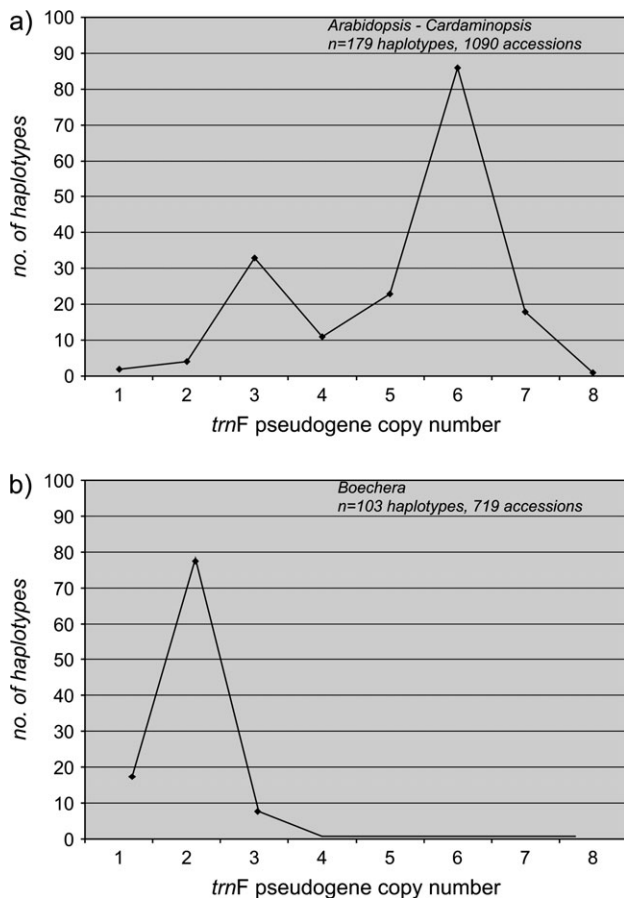 a)
Arabidopsis - Cardaminopsis
n=179 haplotypes, 1090 accessions
no. of haplotypes
100
90
80
70
60
50
40
30
20
10
0
1 2 3 4 5 6 7 8
trnF pseudogene copy number
b)
Boechera
n=103 haplotypes, 719 accessions
no. of haplotypes
100
90
80
70
60
50
40
30
20
10
0
1 2 3 4 5 6 7 8
trnF pseudogene copy number